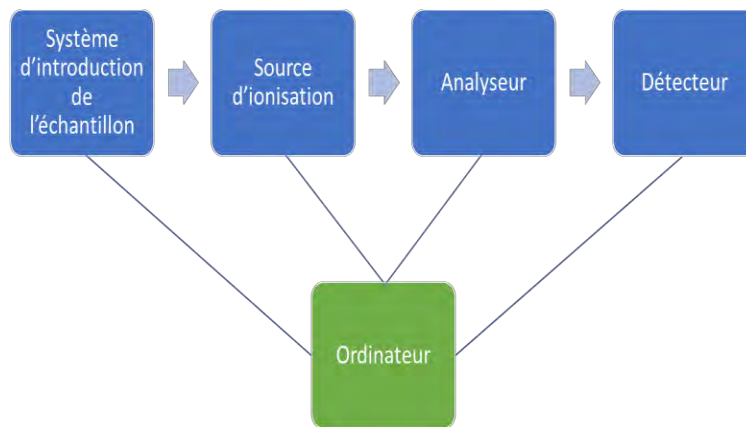 Système
d'introduction
de
l'échantillon
Source
d'ionisation
Analyseur
Détecteur
Ordinateur